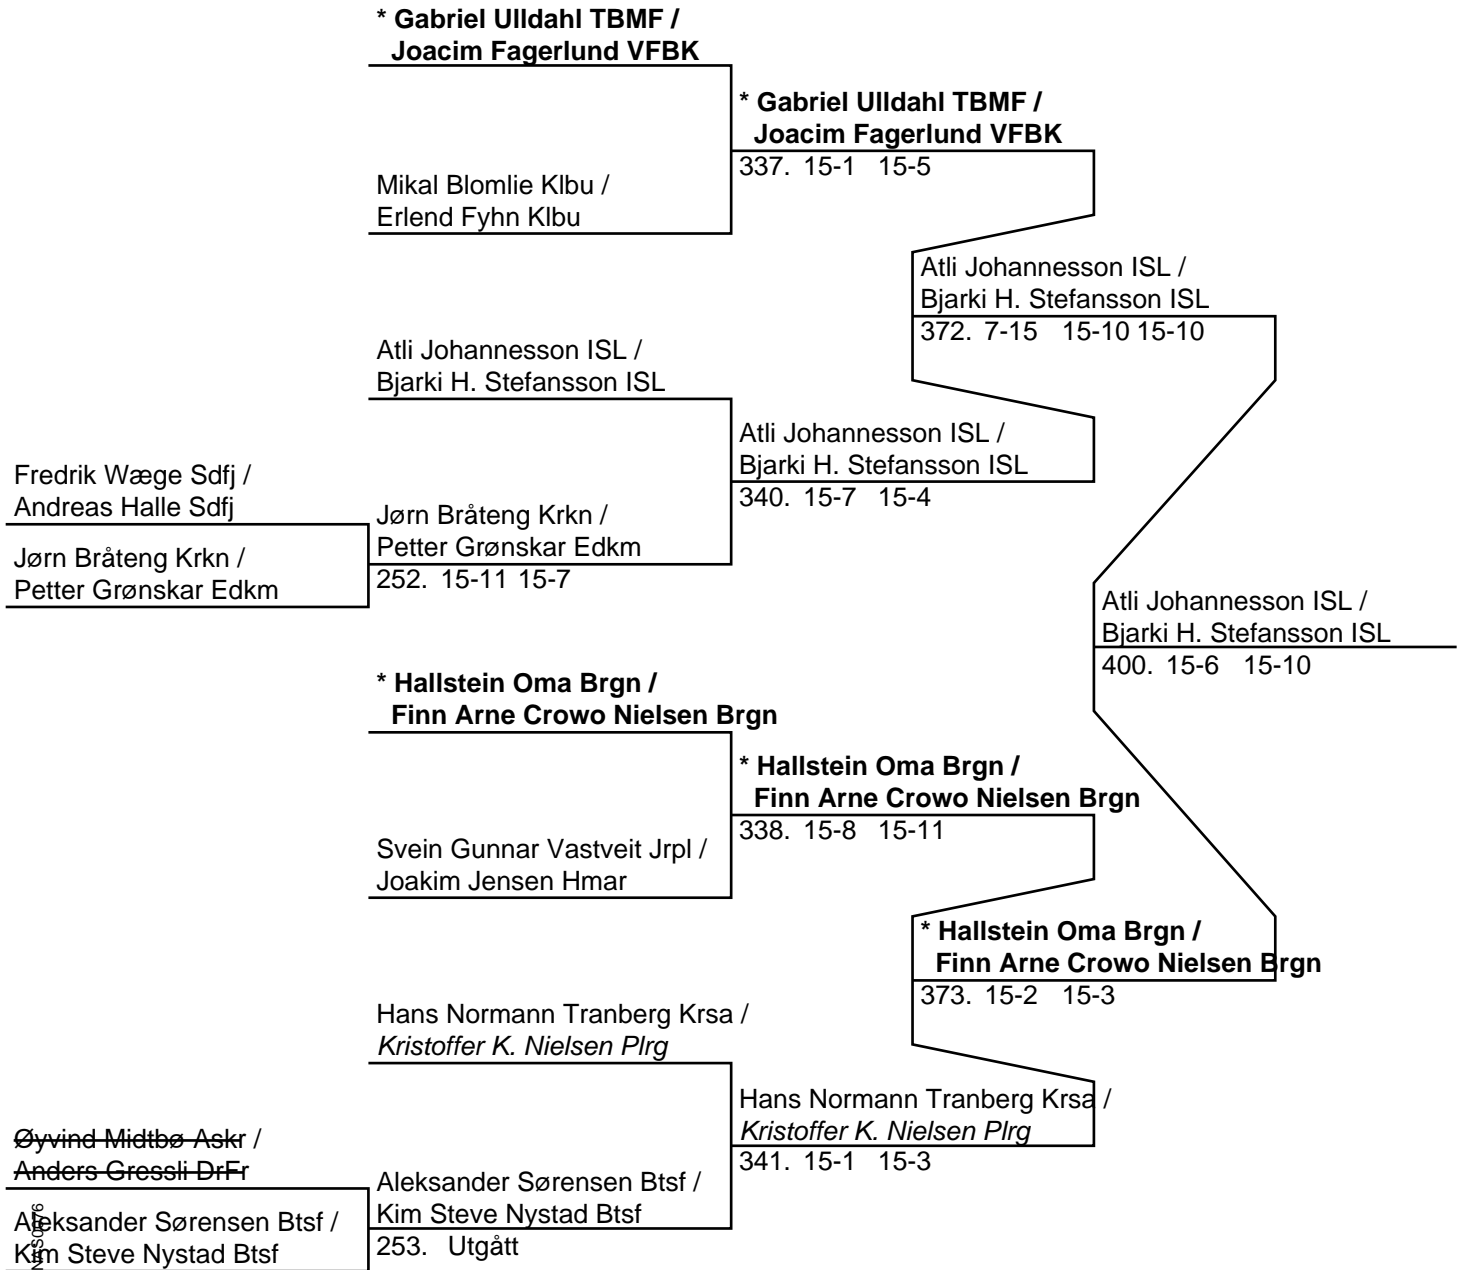 * Gabriel Ulldahl TBMF /
Joacim Fagerlund VFBK
* Gabriel Ulldahl TBMF /
Joacim Fagerlund VFBK
337. 15-1 15-5
Mikal Blomlie Klbu /
Erlend Fyhn Klbu
Atli Johannesson ISL /
Bjarki H. Stefansson ISL
372. 7-15 15-10 15-10
Atli Johannesson ISL /
Bjarki H. Stefansson ISL
Atli Johannesson ISL /
Bjarki H. Stefansson ISL
340. 15-7 15-4
Fredrik Wæge Sdfj /
Andreas Halle Sdfj
Jørn Bråteng Krkn /
Petter Grønskar Edkm
252. 15-11 15-7
Jørn Bråteng Krkn /
Petter Grønskar Edkm
Atli Johannesson ISL /
Bjarki H. Stefansson ISL
400. 15-6 15-10
* Hallstein Oma Brgn /
Finn Arne Crowo Nielsen Brgn
* Hallstein Oma Brgn /
Finn Arne Crowo Nielsen Brgn
338. 15-8 15-11
Svein Gunnar Vastveit Jrpl /
Joakim Jensen Hmar
* Hallstein Oma Brgn /
Finn Arne Crowo Nielsen Brgn
373. 15-2 15-3
Hans Normann Tranberg Krsa /
Kristoffer K. Nielsen Plrg
Hans Normann Tranberg Krsa /
Kristoffer K. Nielsen Plrg
341. 15-1 15-3
Øyvind Midtbø Askr /
Anders Gressli DrFr
Aleksander Sørensen Btsf /
Kim Steve Nystad Btsf
253. Utgått
Aleksander Sørensen Btsf /
Kim Steve Nystad Btsf